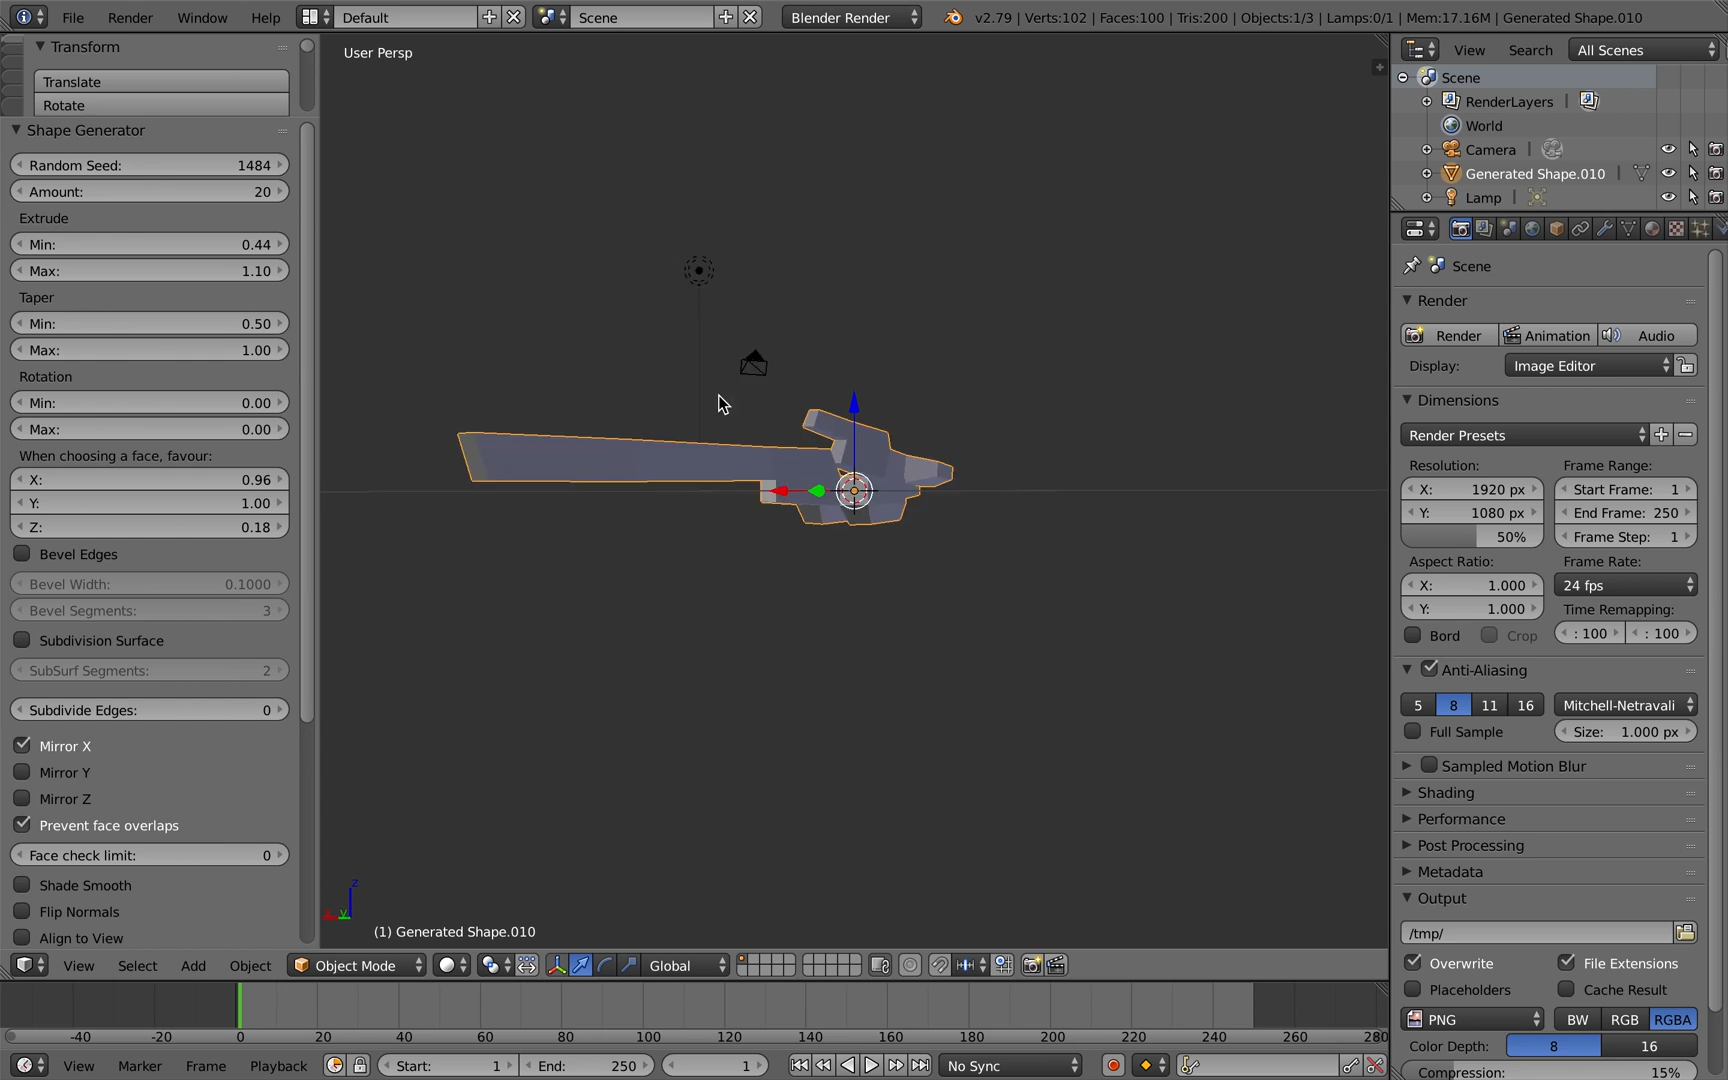 File Render Window Help Default Scene Blender Render v2.79 | Verts:102 | Faces:100 | Tris:200 | Objects:1/3 | Lamps:0/1 | Mem:17.16M | Generated Shape.010
Transform
Translate
Rotate
Shape Generator
Random Seed: 1484
Amount: 20
Extrude
Min: 0.44
Max: 1.10
Taper
Min: 0.50
Max: 1.00
Rotation
Min: 0.00
Max: 0.00
When choosing a face, favour:
X: 0.96
Y: 1.00
Z: 0.18
Bevel Edges
Bevel Width: 0.1000
Bevel Segments: 3
Subdivision Surface
SubSurf Segments: 2
Subdivide Edges: 0
Mirror X
Mirror Y
Mirror Z
Prevent face overlaps
Face check limit: 0
Shade Smooth
Flip Normals
Align to View
User Persp
z
x y
(1) Generated Shape.010
View Select Add Object Object Mode Global
-40 -20 0 20 40 60 80 100 120 140 160 180 200 220 240 260 280
View Marker Frame Playback Start: 1 End: 250 1 No Sync
View Search All Scenes
Scene
RenderLayers |
World
Camera |
Generated Shape.010 |
Lamp |
Scene
Render
Render Animation Audio
Display: Image Editor
Dimensions
Render Presets
Resolution: Frame Range:
X: 1920 px Start Frame: 1
Y: 1080 px End Frame: 250
50% Frame Step: 1
Aspect Ratio: Frame Rate:
X: 1.000 24 fps
Y: 1.000 Time Remapping:
Bord Crop : 100 : 100
Anti-Aliasing
5 8 11 16 Mitchell-Netravali
Full Sample Size: 1.000 px
Sampled Motion Blur
Shading
Performance
Post Processing
Metadata
Output
/tmp/
Overwrite File Extensions
Placeholders Cache Result
PNG BW RGB RGBA
Color Depth: 8 16
Compression: 15%